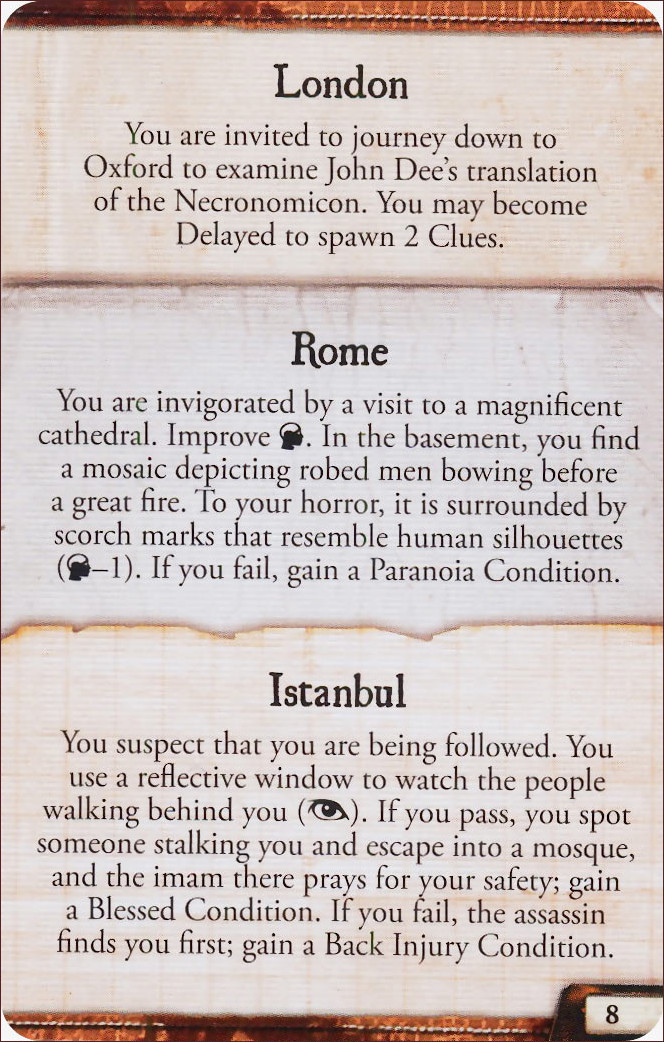 London
You are invited to journey down to
Oxford to examine John Dee's translation
of the Necronomicon. You may become
Delayed to spawn 2 Clues.
Rome
You are invigorated by a visit to a magnificent
cathedral. Improve . In the basement, you find
a mosaic depicting robed men bowing before
a great fire. To your horror, it is surrounded by
scorch marks that resemble human silhouettes
(–1). If you fail, gain a Paranoia Condition.
Istanbul
You suspect that you are being followed. You
use a reflective window to watch the people
walking behind you (). If you pass, you spot
someone stalking you and escape into a mosque,
and the imam there prays for your safety; gain
a Blessed Condition. If you fail, the assassin
finds you first; gain a Back Injury Condition.
8